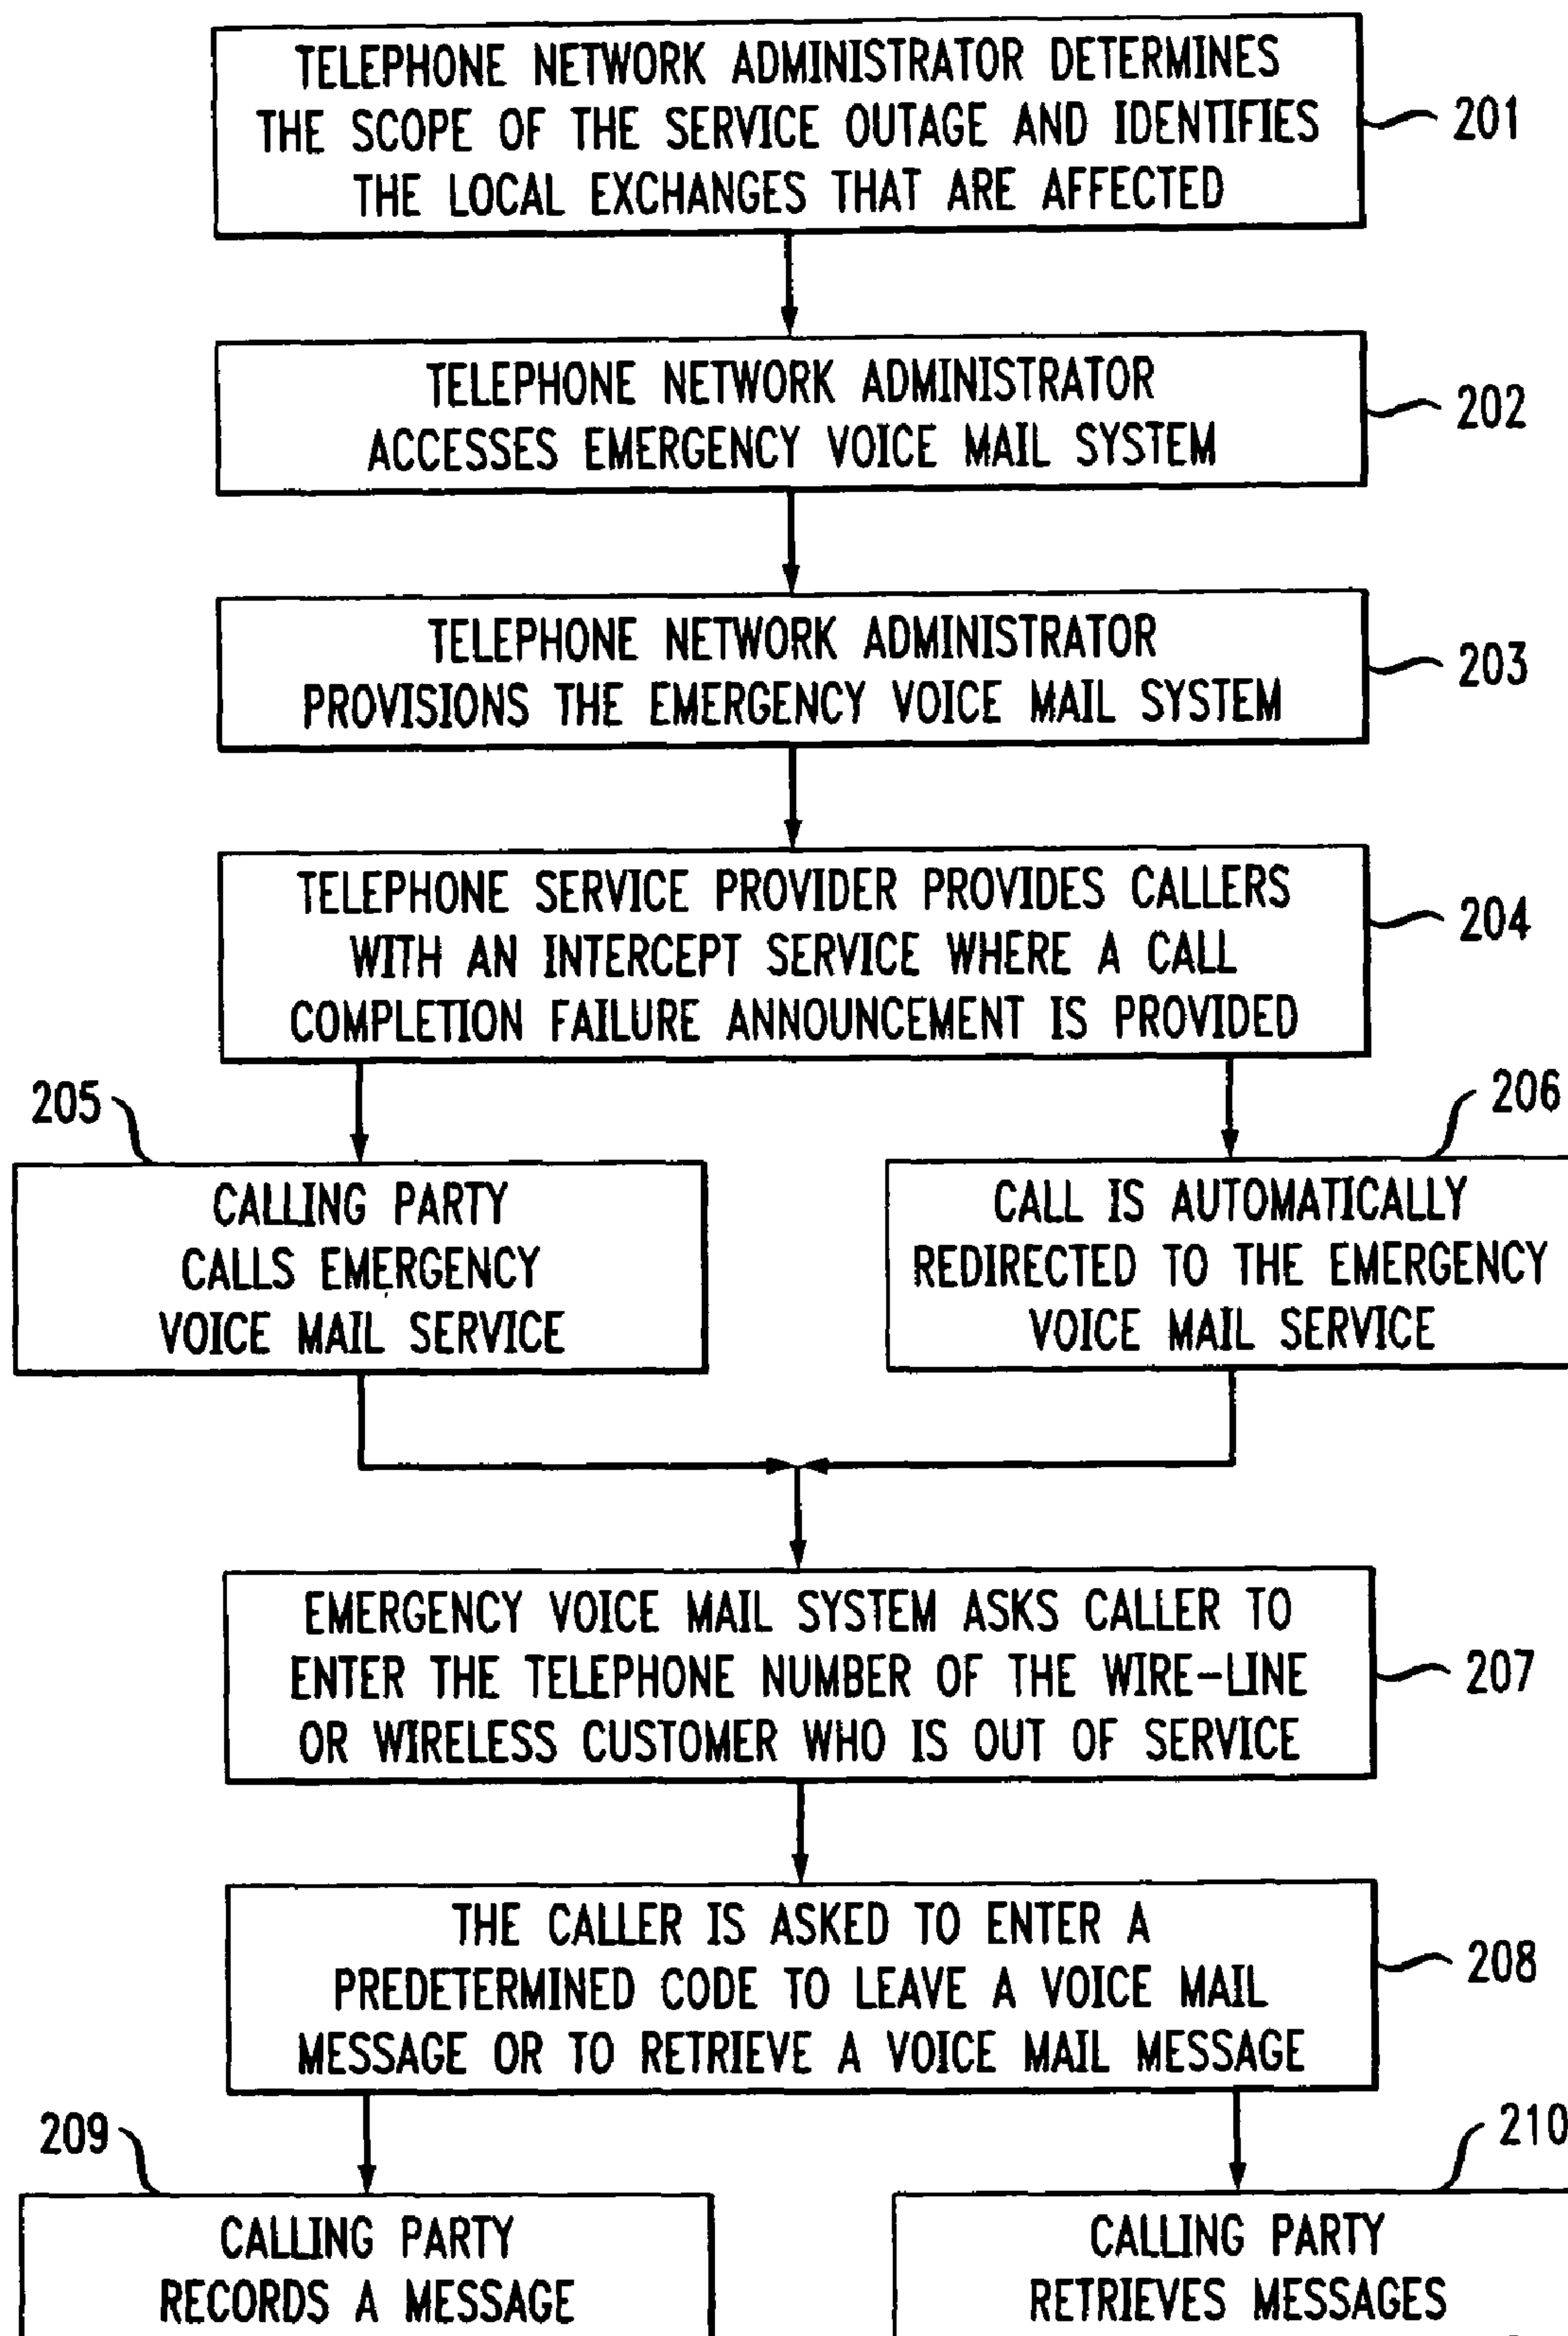 TELEPHONE NETWORK ADMINISTRATOR DETERMINES
THE SCOPE OF THE SERVICE OUTAGE AND IDENTIFIES
THE LOCAL EXCHANGES THAT ARE AFFECTED
201
TELEPHONE NETWORK ADMINISTRATOR
ACCESSES EMERGENCY VOICE MAIL SYSTEM
202
TELEPHONE NETWORK ADMINISTRATOR
PROVISIONS THE EMERGENCY VOICE MAIL SYSTEM
203
TELEPHONE SERVICE PROVIDER PROVIDES CALLERS
WITH AN INTERCEPT SERVICE WHERE A CALL
COMPLETION FAILURE ANNOUNCEMENT IS PROVIDED
204
205
CALLING PARTY
CALLS EMERGENCY
VOICE MAIL SERVICE
206
CALL IS AUTOMATICALLY
REDIRECTED TO THE EMERGENCY
VOICE MAIL SERVICE
EMERGENCY VOICE MAIL SYSTEM ASKS CALLER TO
ENTER THE TELEPHONE NUMBER OF THE WIRE-LINE
OR WIRELESS CUSTOMER WHO IS OUT OF SERVICE
207
THE CALLER IS ASKED TO ENTER A
PREDETERMINED CODE TO LEAVE A VOICE MAIL
MESSAGE OR TO RETRIEVE A VOICE MAIL MESSAGE
208
209
CALLING PARTY
RECORDS A MESSAGE
210
CALLING PARTY
RETRIEVES MESSAGES